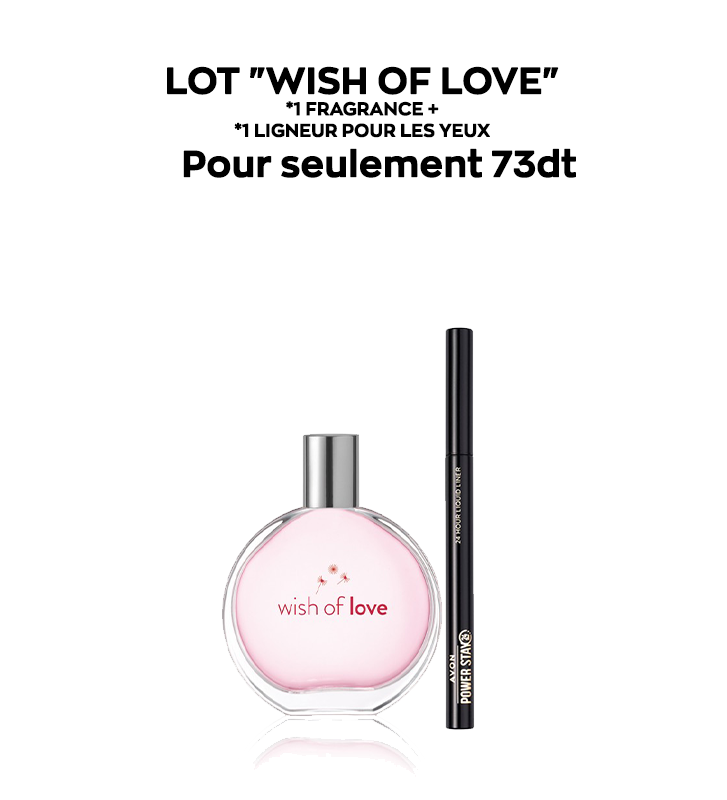 LOT "WISH OF LOVE"
*1 FRAGRANCE +
*1 LIGNEUR POUR LES YEUX
Pour seulement 73dt
24 HOUR LIQUID LINER
wish of love
AVON
POWER STAY 24